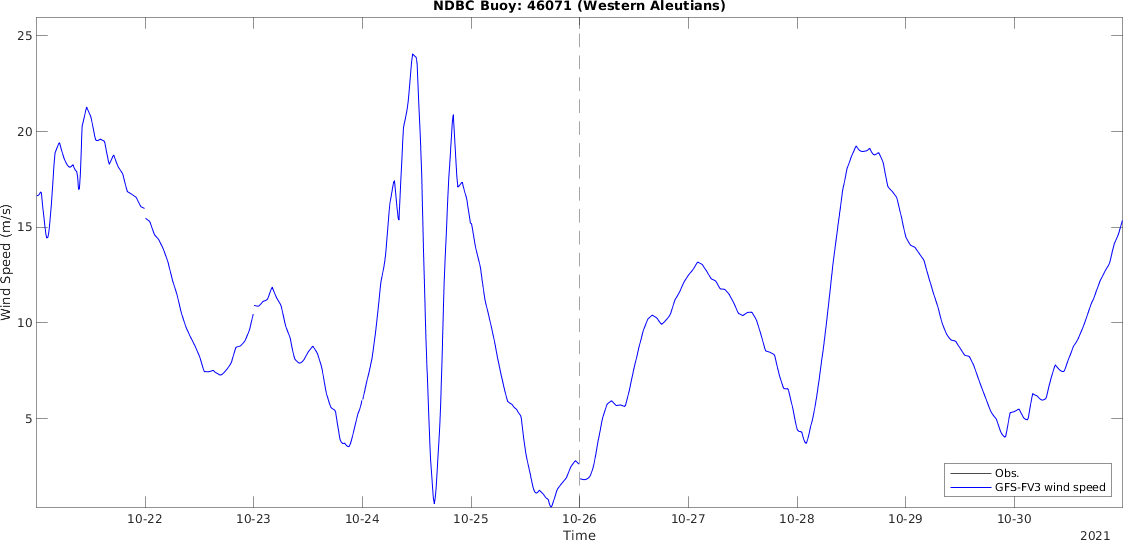 NDBC Buoy: 46071 (Western Aleutians)
25
20
15
10
5
Wind Speed (m/s)
Obs.
GFS-FV3 wind speed
10-22 10-23 10-24 10-25 10-26 10-27 10-28 10-29 10-30
Time
2021